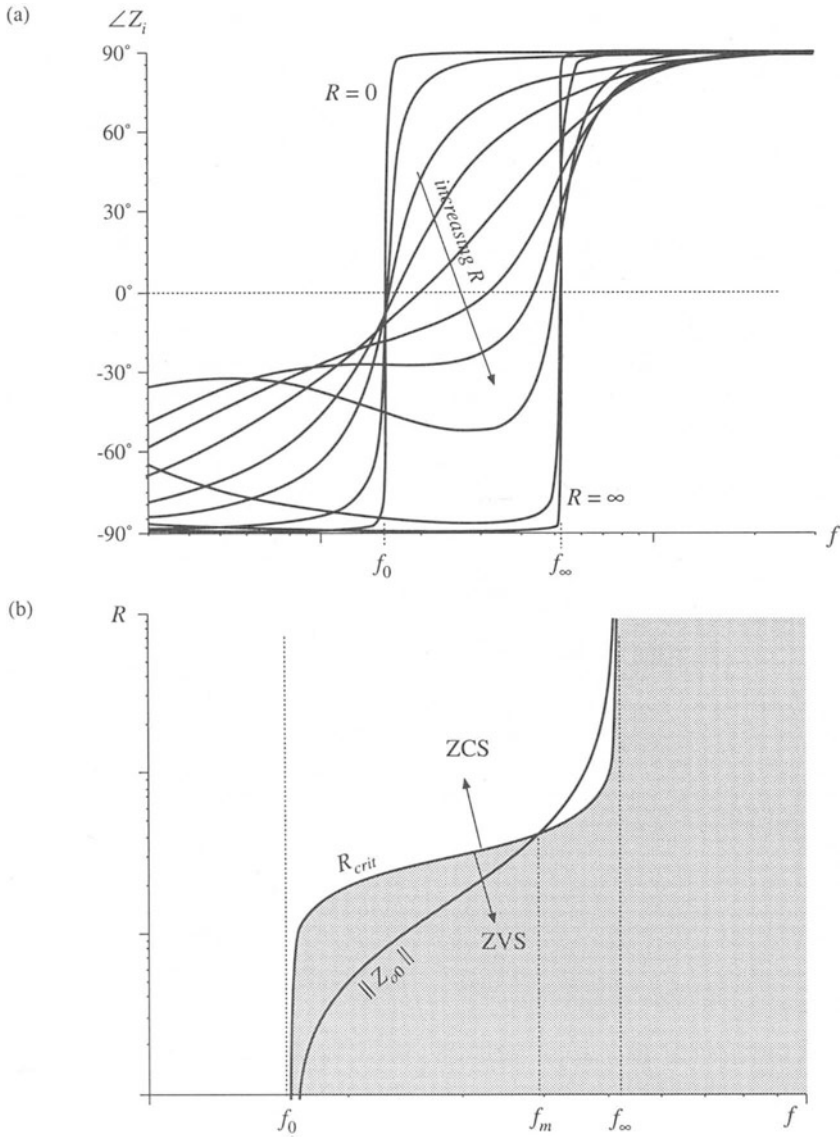 (a)
∠Z_i
90˚
R = 0
60˚
30˚
increasing R
0˚
-30˚
-60˚
R = ∞
-90˚
f
f_0
f_∞
(b)
R
ZCS
R_crit
ZVS
|| Z_o0 ||
f_0
f_m
f_∞
f